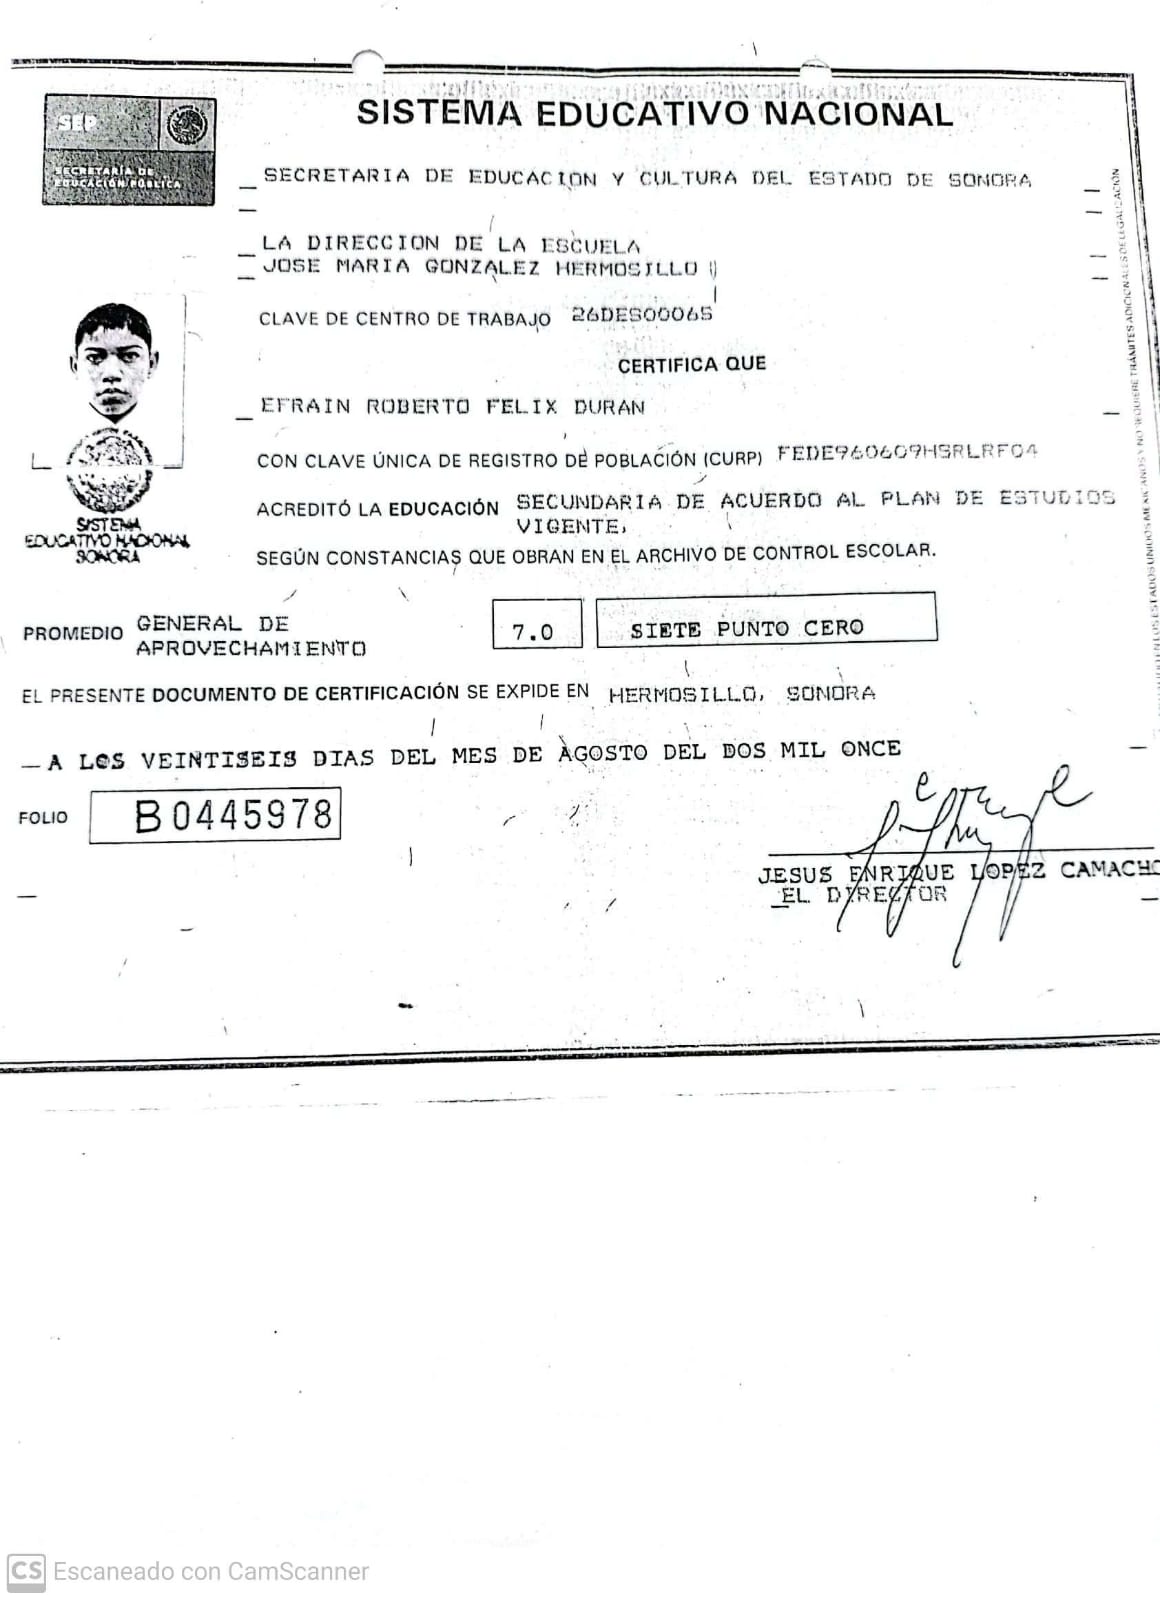 SISTEMA EDUCATIVO NACIONAL
SEP
SECRETARÍA DE
EDUCACIÓN PÚBLICA
SECRETARIA DE EDUCACION Y CULTURA DEL ESTADO DE SONORA
LA DIRECCION DE LA ESCUELA
JOSE MARIA GONZALEZ HERMOSILLO
CLAVE DE CENTRO DE TRABAJO 26DES0006S
CERTIFICA QUE
EFRAIN ROBERTO FELIX DURAN
CON CLAVE ÚNICA DE REGISTRO DE POBLACIÓN (CURP) FEDE960609HSRLRF04
ACREDITÓ LA EDUCACIÓN SECUNDARIA DE ACUERDO AL PLAN DE ESTUDIOS
VIGENTE,
SEGÚN CONSTANCIAS QUE OBRAN EN EL ARCHIVO DE CONTROL ESCOLAR.
SISTEMA
EDUCATIVO NACIONAL
SONORA
PROMEDIO GENERAL DE
APROVECHAMIENTO
7.0 SIETE PUNTO CERO
EL PRESENTE DOCUMENTO DE CERTIFICACIÓN SE EXPIDE EN HERMOSILLO, SONORA
A LOS VEINTISEIS DIAS DEL MES DE AGOSTO DEL DOS MIL ONCE
FOLIO B0445978
JESUS ENRIQUE LOPEZ CAMACHO
EL DIRECTOR
EN LOS ESTADOS UNIDOS MEXICANOS Y NO REQUIERE TRÁMITES ADICIONALES DE LEGALIZACIÓN
CS Escaneado con CamScanner